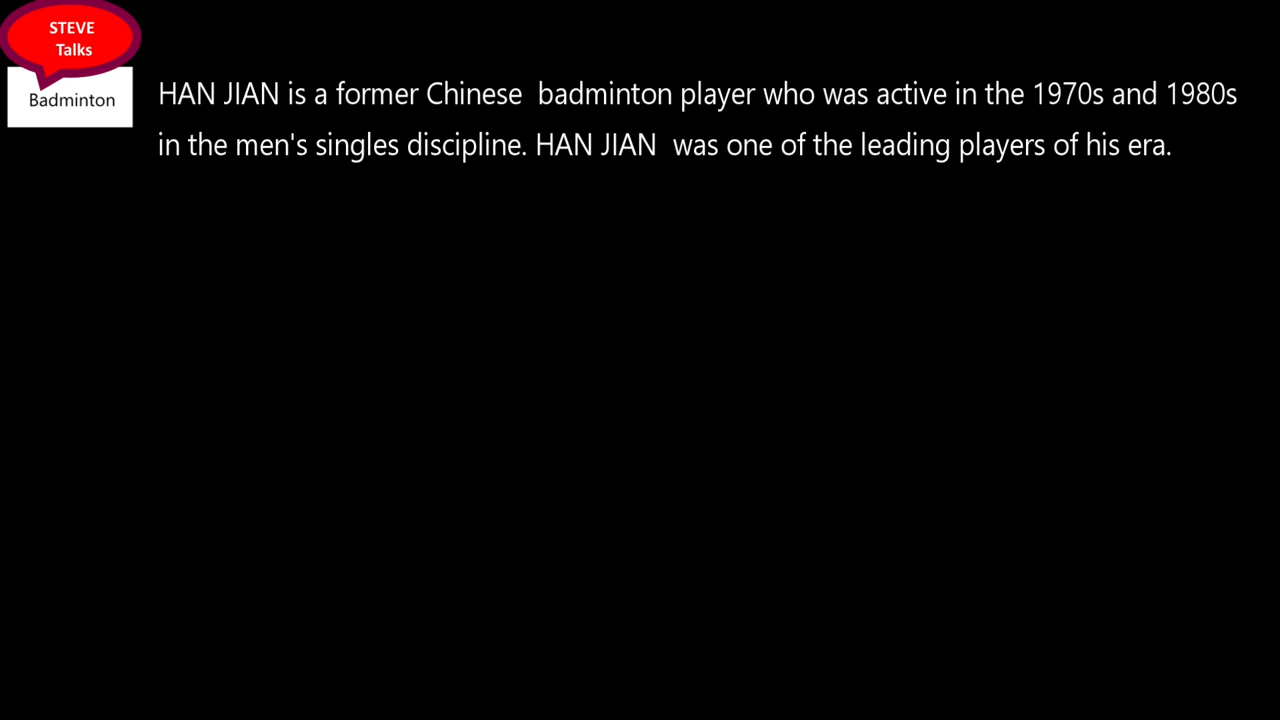 STEVE
Talks
Badminton
HAN JIAN is a former Chinese  badminton player who was active in the 1970s and 1980s
in the men's singles discipline. HAN JIAN  was one of the leading players of his era.